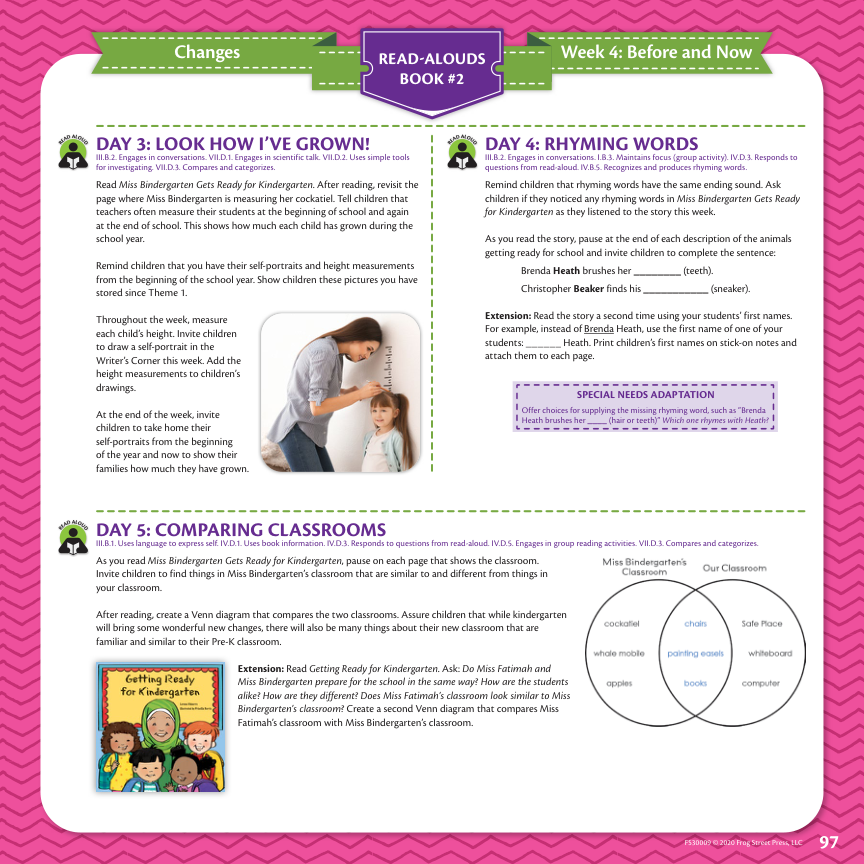 Changes
READ-ALOUDS
BOOK #2
Week 4: Before and Now
READ ALOUD
DAY 3: LOOK HOW I'VE GROWN!
III.B.2. Engages in conversations. VII.D.1. Engages in scientific talk. VII.D.2. Uses simple tools
for investigating. VII.D.3. Compares and categorizes.
Read Miss Bindergarten Gets Ready for Kindergarten. After reading, revisit the
page where Miss Bindergarten is measuring her cockatiel. Tell children that
teachers often measure their students at the beginning of school and again
at the end of school. This shows how much each child has grown during the
school year.
Remind children that you have their self-portraits and height measurements
from the beginning of the school year. Show children these pictures you have
stored since Theme 1.
Throughout the week, measure
each child's height. Invite children
to draw a self-portrait in the
Writer's Corner this week. Add the
height measurements to children's
drawings.
At the end of the week, invite
children to take home their
self-portraits from the beginning
of the year and now to show their
families how much they have grown.
READ ALOUD
DAY 4: RHYMING WORDS
III.B.2. Engages in conversations. I.B.3. Maintains focus (group activity). IV.D.3. Responds to
questions from read-aloud. IV.B.5. Recognizes and produces rhyming words.
Remind children that rhyming words have the same ending sound. Ask
children if they noticed any rhyming words in Miss Bindergarten Gets Ready
for Kindergarten as they listened to the story this week.
As you read the story, pause at the end of each description of the animals
getting ready for school and invite children to complete the sentence:
Brenda Heath brushes her ________ (teeth).
Christopher Beaker finds his ___________ (sneaker).
Extension: Read the story a second time using your students' first names.
For example, instead of Brenda Heath, use the first name of one of your
students: ______ Heath. Print children's first names on stick-on notes and
attach them to each page.
SPECIAL NEEDS ADAPTATION
Offer choices for supplying the missing rhyming word, such as "Brenda
Heath brushes her ____ (hair or teeth)" Which one rhymes with Heath?
READ ALOUD
DAY 5: COMPARING CLASSROOMS
III.B.1. Uses language to express self. IV.D.1. Uses book information. IV.D.3. Responds to questions from read-aloud. IV.D.5. Engages in group reading activities. VII.D.3. Compares and categorizes.
As you read Miss Bindergarten Gets Ready for Kindergarten, pause on each page that shows the classroom.
Invite children to find things in Miss Bindergarten's classroom that are similar to and different from things in
your classroom.
After reading, create a Venn diagram that compares the two classrooms. Assure children that while kindergarten
will bring some wonderful new changes, there will also be many things about their new classroom that are
familiar and similar to their Pre-K classroom.
Getting Ready
for Kindergarten
Extension: Read Getting Ready for Kindergarten. Ask: Do Miss Fatimah and
Miss Bindergarten prepare for the school in the same way? How are the students
alike? How are they different? Does Miss Fatimah's classroom look similar to Miss
Bindergarten's classroom? Create a second Venn diagram that compares Miss
Fatimah's classroom with Miss Bindergarten's classroom.
Miss Bindergarten's
Classroom
Our Classroom
cockatiel
chairs
Safe Place
whale mobile
painting easels
whiteboard
apples
books
computer
FS30009 © 2020 Frog Street Press, LLC
97